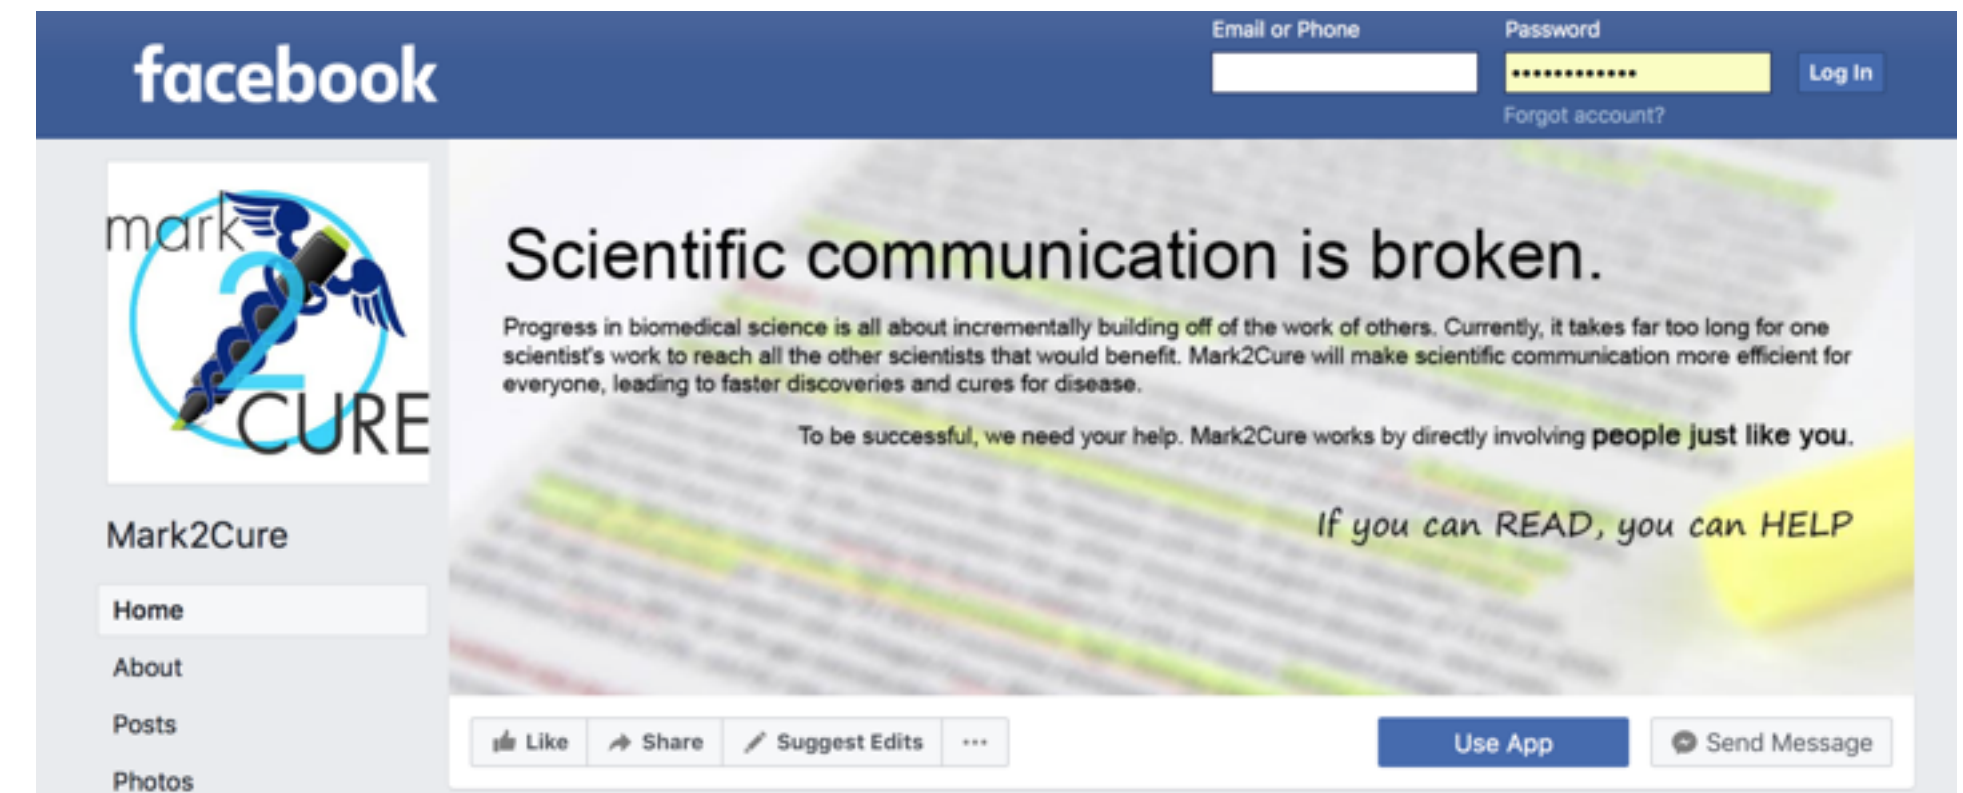 facebook
Email or Phone
Password
••••••••••••
Log In
Forgot account?
mark
2
CURE
Mark2Cure
Home
About
Posts
Photos
Scientific communication is broken.
Progress in biomedical science is all about incrementally building off of the work of others. Currently, it takes far too long for one
scientist's work to reach all the other scientists that would benefit. Mark2Cure will make scientific communication more efficient for
everyone, leading to faster discoveries and cures for disease.
To be successful, we need your help. Mark2Cure works by directly involving people just like you.
If you can READ, you can HELP
Like
Share
Suggest Edits
...
Use App
Send Message